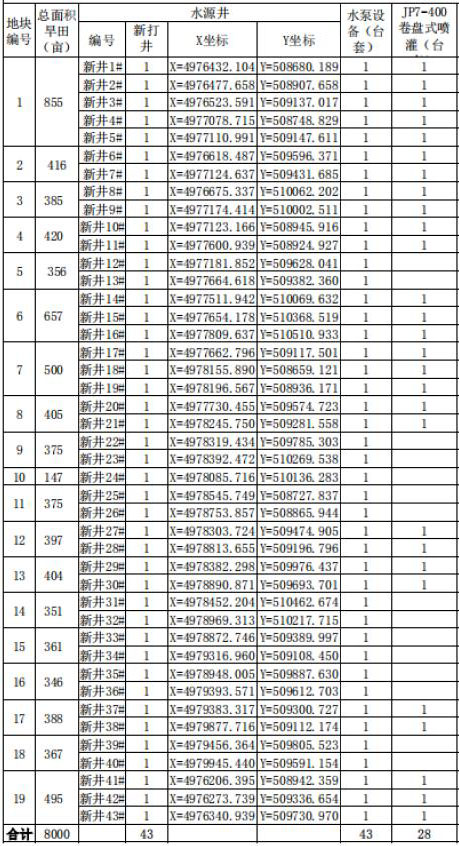 地块编号 总面积旱田（亩） 水源井 水泵设备（台套） JP7-400卷盘式喷灌（台
编号 新打井 X坐标 Y坐标
1 855 新井1# 1 X=4976432.104 Y=508680.189 1 1
新井2# 1 X=4976477.658 Y=508907.658 1 1
新井3# 1 X=4976523.591 Y=509137.017 1 1
新井4# 1 X=4977078.715 Y=508748.829 1 1
新井5# 1 X=4977110.991 Y=509147.611 1 1
2 416 新井6# 1 X=4976618.487 Y=509596.371 1 1
新井7# 1 X=4977124.637 Y=509431.685 1 1
3 385 新井8# 1 X=4976675.337 Y=510062.202 1 1
新井9# 1 X=4977174.414 Y=510002.511 1 1
4 420 新井10# 1 X=4977123.166 Y=508945.916 1 1
新井11# 1 X=4977600.939 Y=508924.927 1 1
5 356 新井12# 1 X=4977181.852 Y=509628.041 1
新井13# 1 X=4977664.618 Y=509382.360 1
6 657 新井14# 1 X=4977511.942 Y=510069.632 1 1
新井15# 1 X=4977654.178 Y=510368.519 1 1
新井16# 1 X=4977809.637 Y=510510.933 1 1
7 500 新井17# 1 X=4977662.796 Y=509117.501 1 1
新井18# 1 X=4978155.890 Y=508659.121 1 1
新井19# 1 X=4978196.567 Y=508936.171 1 1
8 405 新井20# 1 X=4977730.455 Y=509574.723 1 1
新井21# 1 X=4978245.750 Y=509281.558 1 1
9 375 新井22# 1 X=4978319.434 Y=509785.303 1
新井23# 1 X=4978392.472 Y=510269.538 1
10 147 新井24# 1 X=4978085.716 Y=510136.283 1
11 375 新井25# 1 X=4978545.749 Y=508727.837 1
新井26# 1 X=4978753.857 Y=508865.944 1
12 397 新井27# 1 X=4978303.724 Y=509474.905 1 1
新井28# 1 X=4978813.655 Y=509196.796 1 1
13 404 新井29# 1 X=4978382.298 Y=509976.437 1 1
新井30# 1 X=4978890.871 Y=509693.701 1 1
14 351 新井31# 1 X=4978452.204 Y=510462.674 1
新井32# 1 X=4978969.313 Y=510217.715 1
15 361 新井33# 1 X=4978872.746 Y=509389.997 1
新井34# 1 X=4979316.960 Y=509108.450 1
16 346 新井35# 1 X=4978948.005 Y=509887.630 1
新井36# 1 X=4979393.571 Y=509612.703 1
17 388 新井37# 1 X=4979383.317 Y=509300.727 1 1
新井38# 1 X=4979877.716 Y=509112.174 1 1
18 367 新井39# 1 X=4979456.364 Y=509805.523 1
新井40# 1 X=4979945.440 Y=509591.154 1
19 495 新井41# 1 X=4976206.395 Y=508942.359 1 1
新井42# 1 X=4976273.739 Y=509336.654 1 1
新井43# 1 X=4976340.939 Y=509730.970 1 1
合计 8000 43 43 28